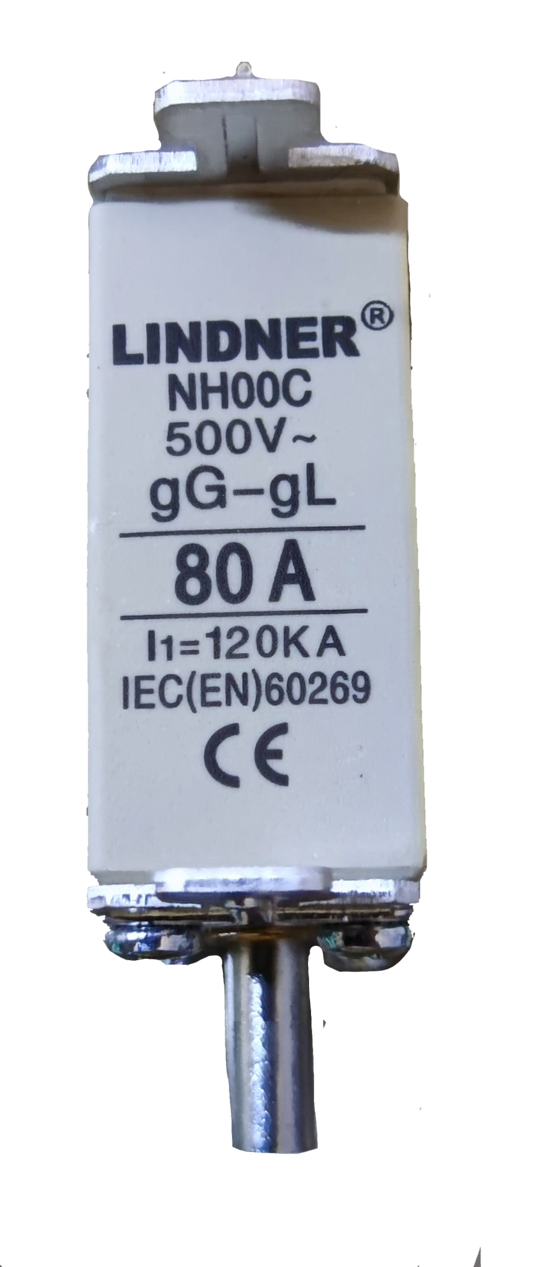 LINDNER®
NH00C
500V~
gG-gL
80 A
I1=120KA
IEC(EN)60269
CE